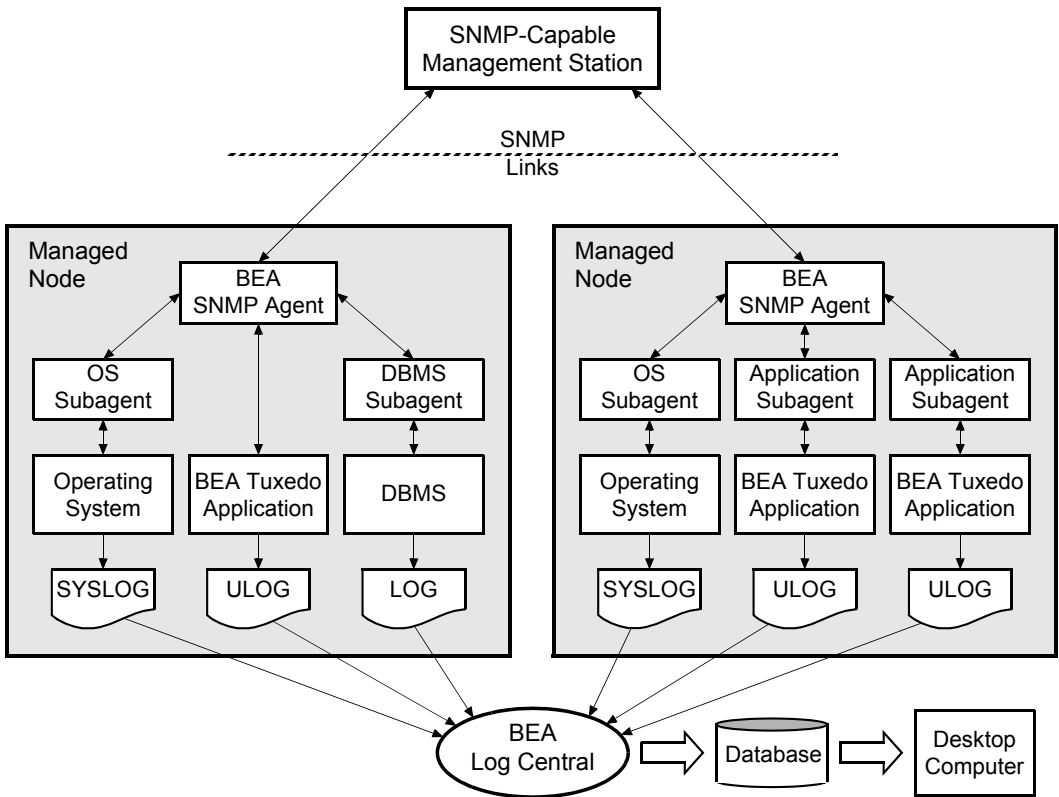 SNMP-Capable
Management Station
SNMP
Links
Managed
Node
BEA
SNMP Agent
OS
Subagent
DBMS
Subagent
Operating
System
BEA Tuxedo
Application
DBMS
SYSLOG
ULOG
LOG
Managed
Node
BEA
SNMP Agent
OS
Subagent
Application
Subagent
Application
Subagent
Operating
System
BEA Tuxedo
Application
BEA Tuxedo
Application
SYSLOG
ULOG
ULOG
BEA
Log Central
Database
Desktop
Computer